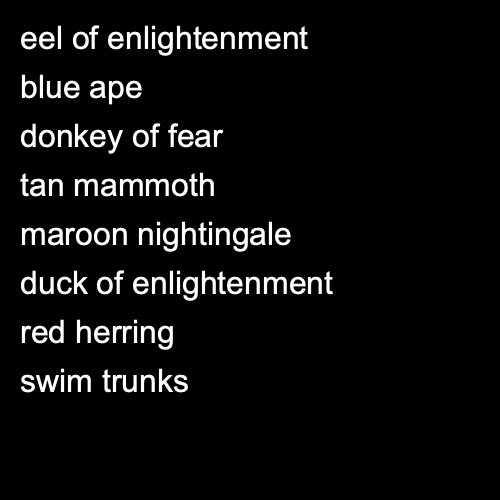 eel of enlightenment
blue ape
donkey of fear
tan mammoth
maroon nightingale
duck of enlightenment
red herring
swim trunks